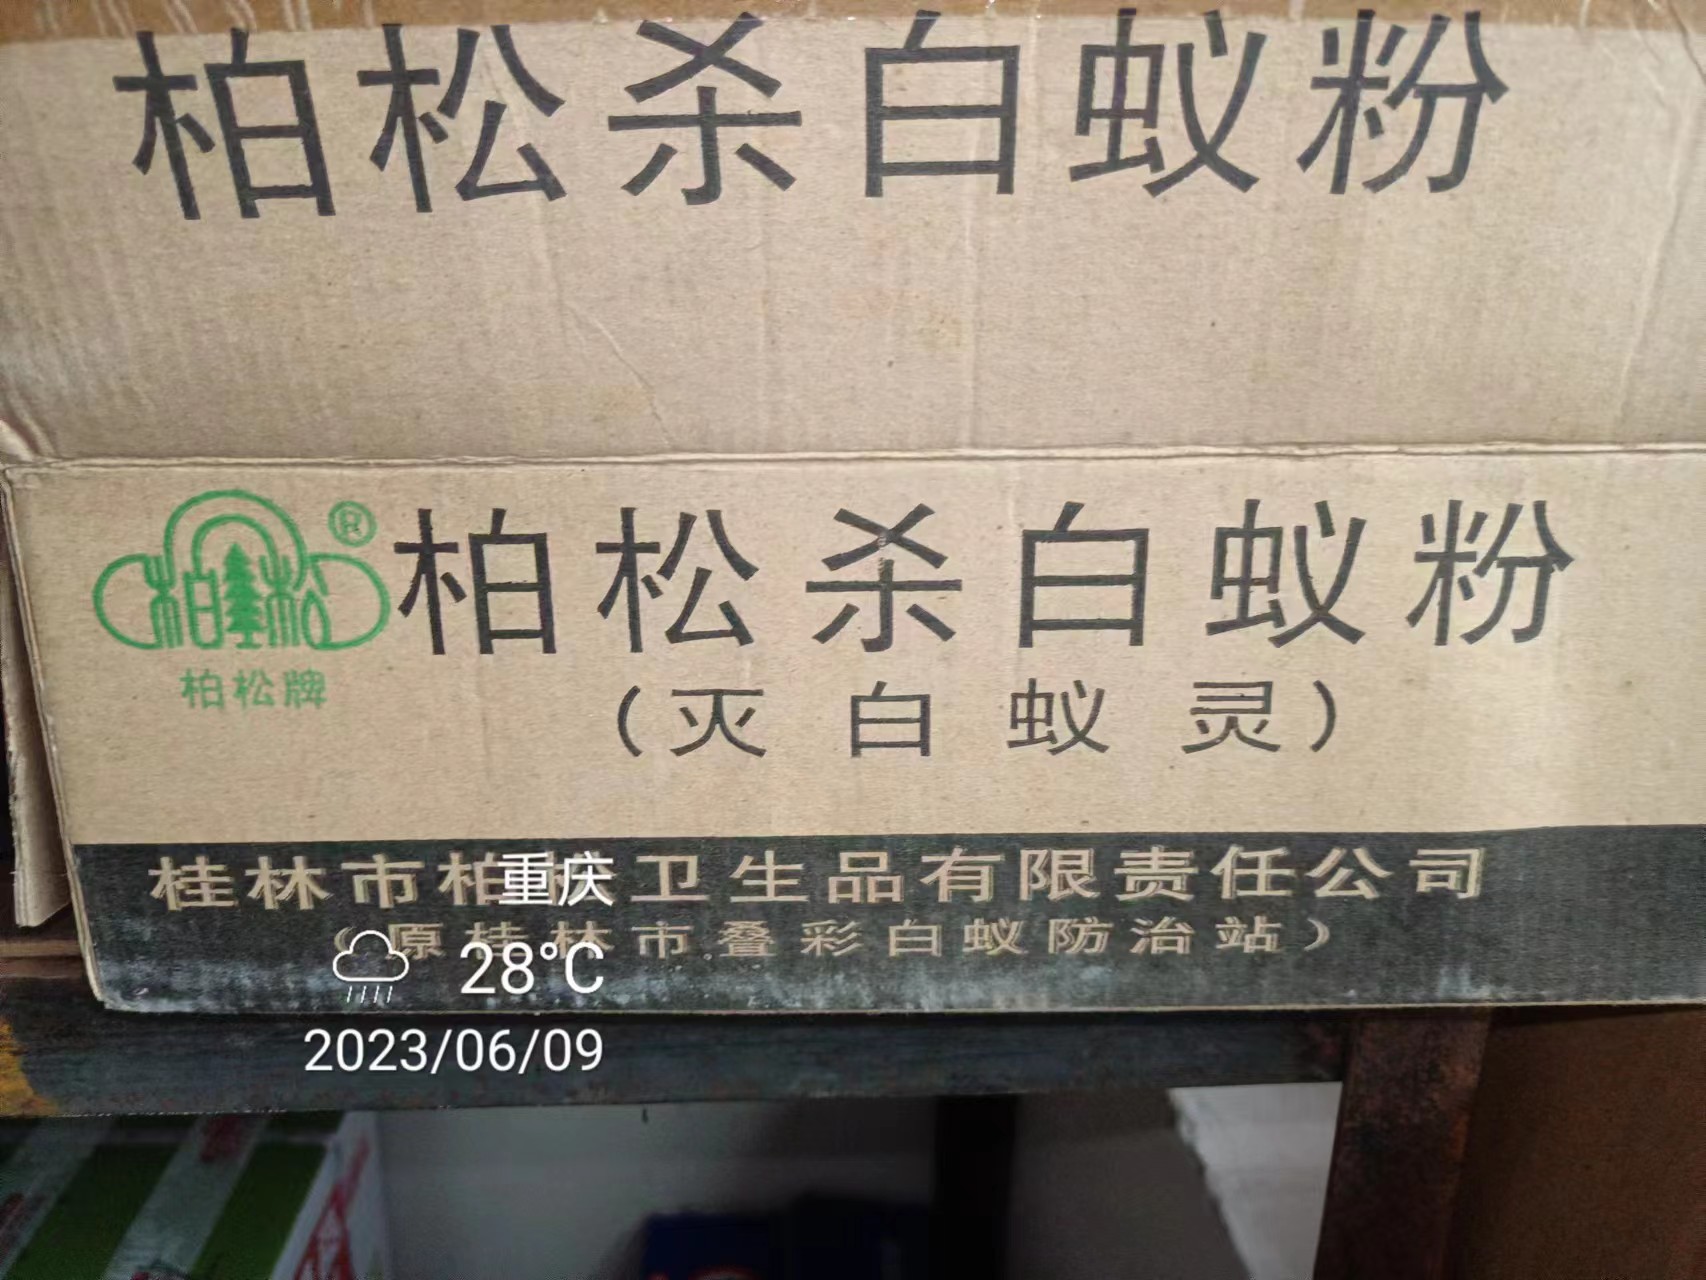 柏松杀白蚁粉
®
柏松
柏松牌
柏松杀白蚁粉
(灭白蚁灵)
桂林市柏 卫生品有限责任公司
(原桂林市叠彩白蚁防治站)
重庆
28°C
2023/06/09